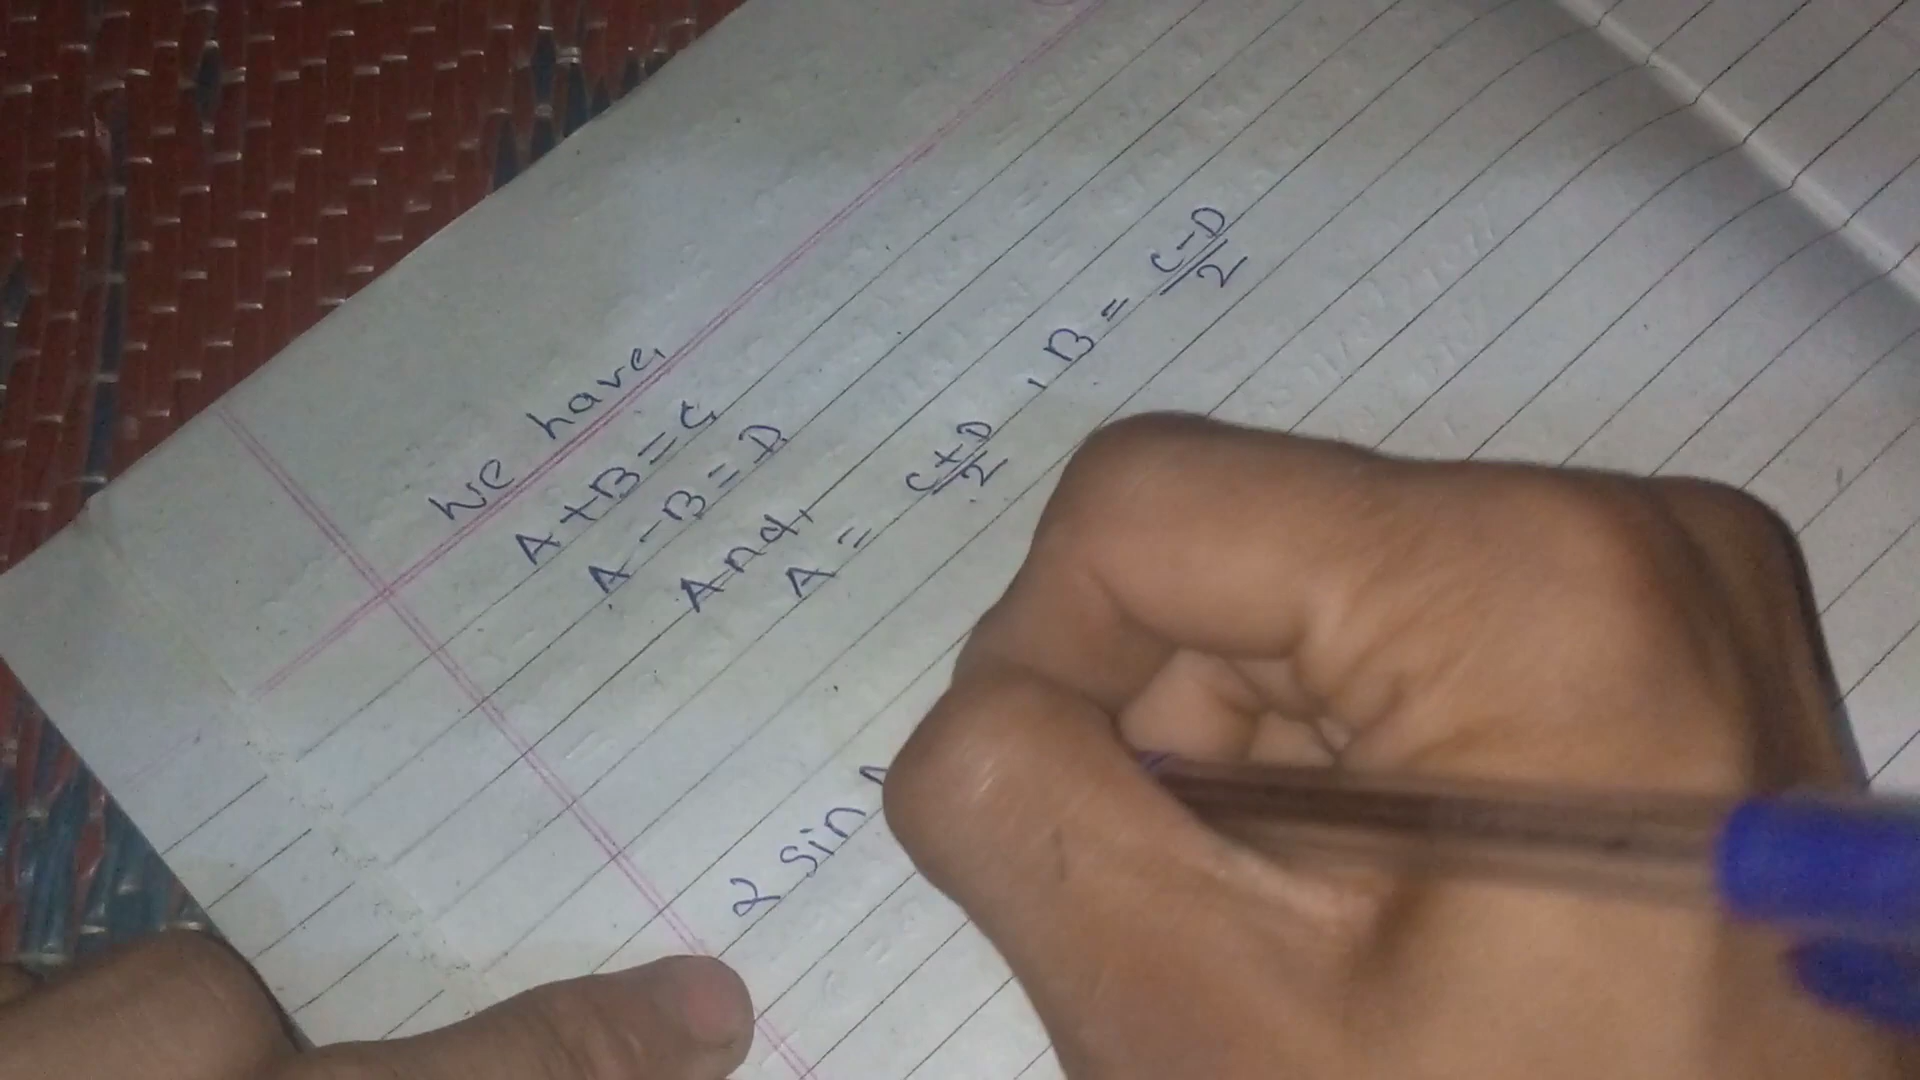 We have,
A+B=C
A-B=D
And,
A = C+D/2 , B = C-D/2
2 Sin